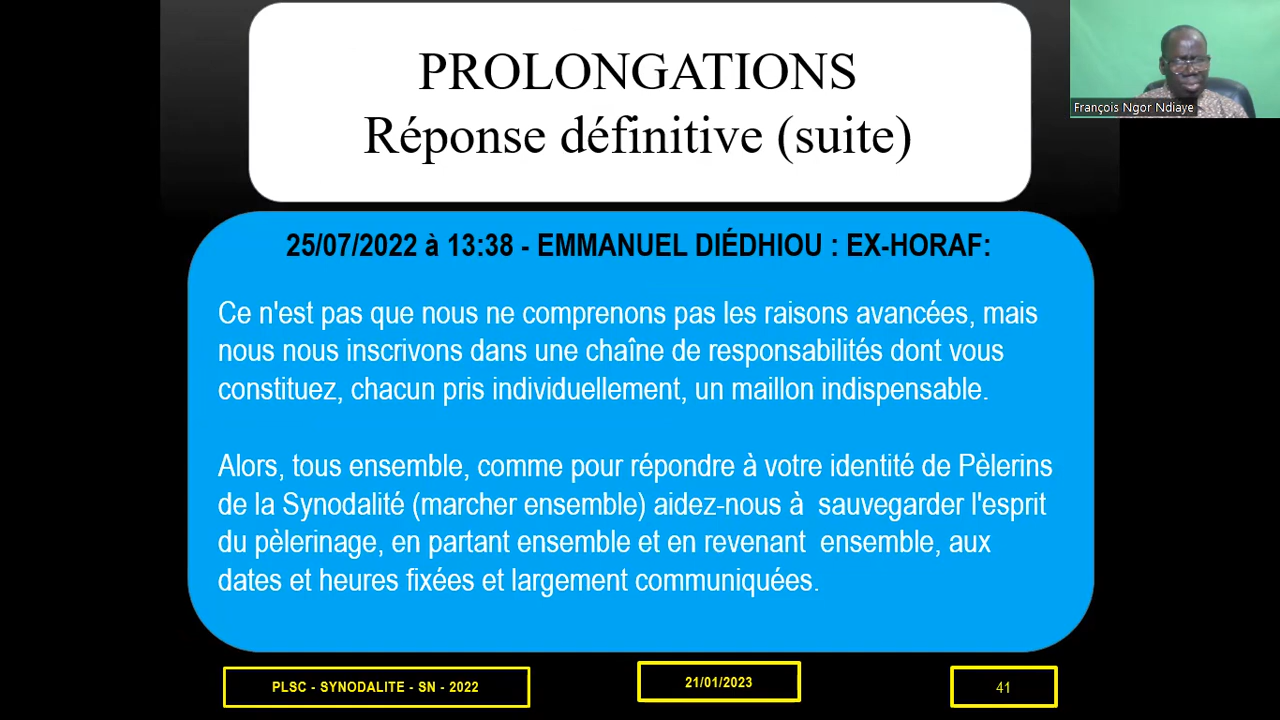 PROLONGATIONS
Réponse définitive (suite)
François Ngor Ndiaye
25/07/2022 à 13:38 - EMMANUEL DIÉDHIOU : EX-HORAF:
Ce n'est pas que nous ne comprenons pas les raisons avancées, mais
nous nous inscrivons dans une chaîne de responsabilités dont vous
constituez, chacun pris individuellement, un maillon indispensable.
Alors, tous ensemble, comme pour répondre à votre identité de Pèlerins
de la Synodalité (marcher ensemble) aidez-nous à sauvegarder l'esprit
du pèlerinage, en partant ensemble et en revenant ensemble, aux
dates et heures fixées et largement communiquées.
PLSC - SYNODALITE - SN - 2022
21/01/2023
41